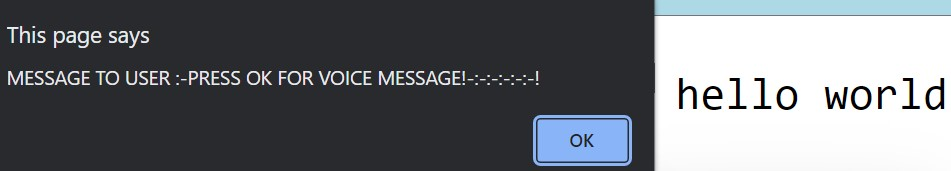 This page says
MESSAGE TO USER :-PRESS OK FOR VOICE MESSAGE!-:-:-:-:-:-!
OK
hello world